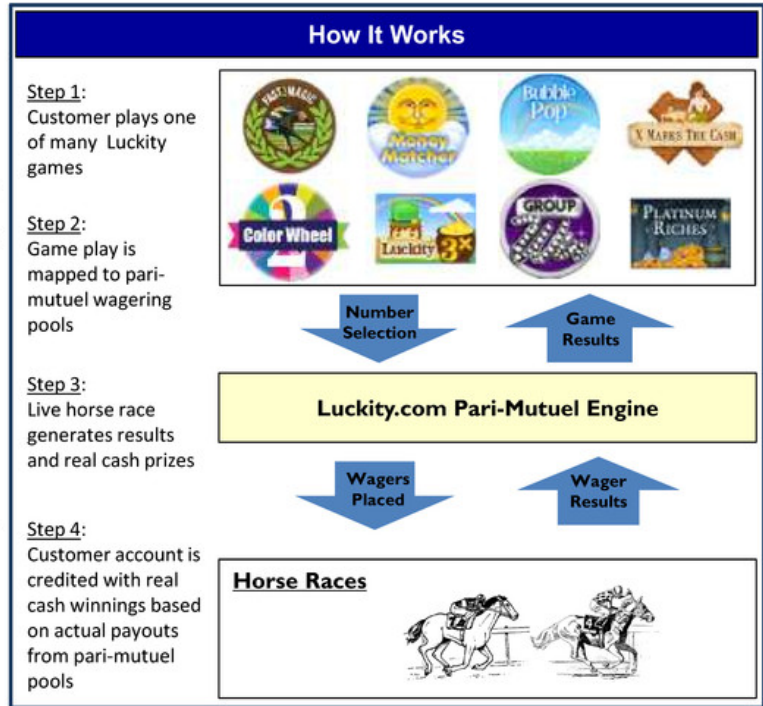 How It Works
Step 1:
Customer plays one
of many Luckity
games
Step 2:
Game play is
mapped to pari-
mutuel wagering
pools
Step 3:
Live horse race
generates results
and real cash prizes
Step 4:
Customer account is
credited with real
cash winnings based
on actual payouts
from pari-mutuel
pools
FAST MAGIC
Money
Matcher
Bubble
Pop
X MARKS THE CASH
2
Color Wheel
Luckity
3x
GROUP
PLATINUM
RICHES
Number
Selection
Game
Results
Luckity.com Pari-Mutuel Engine
Wagers
Placed
Wager
Results
Horse Races